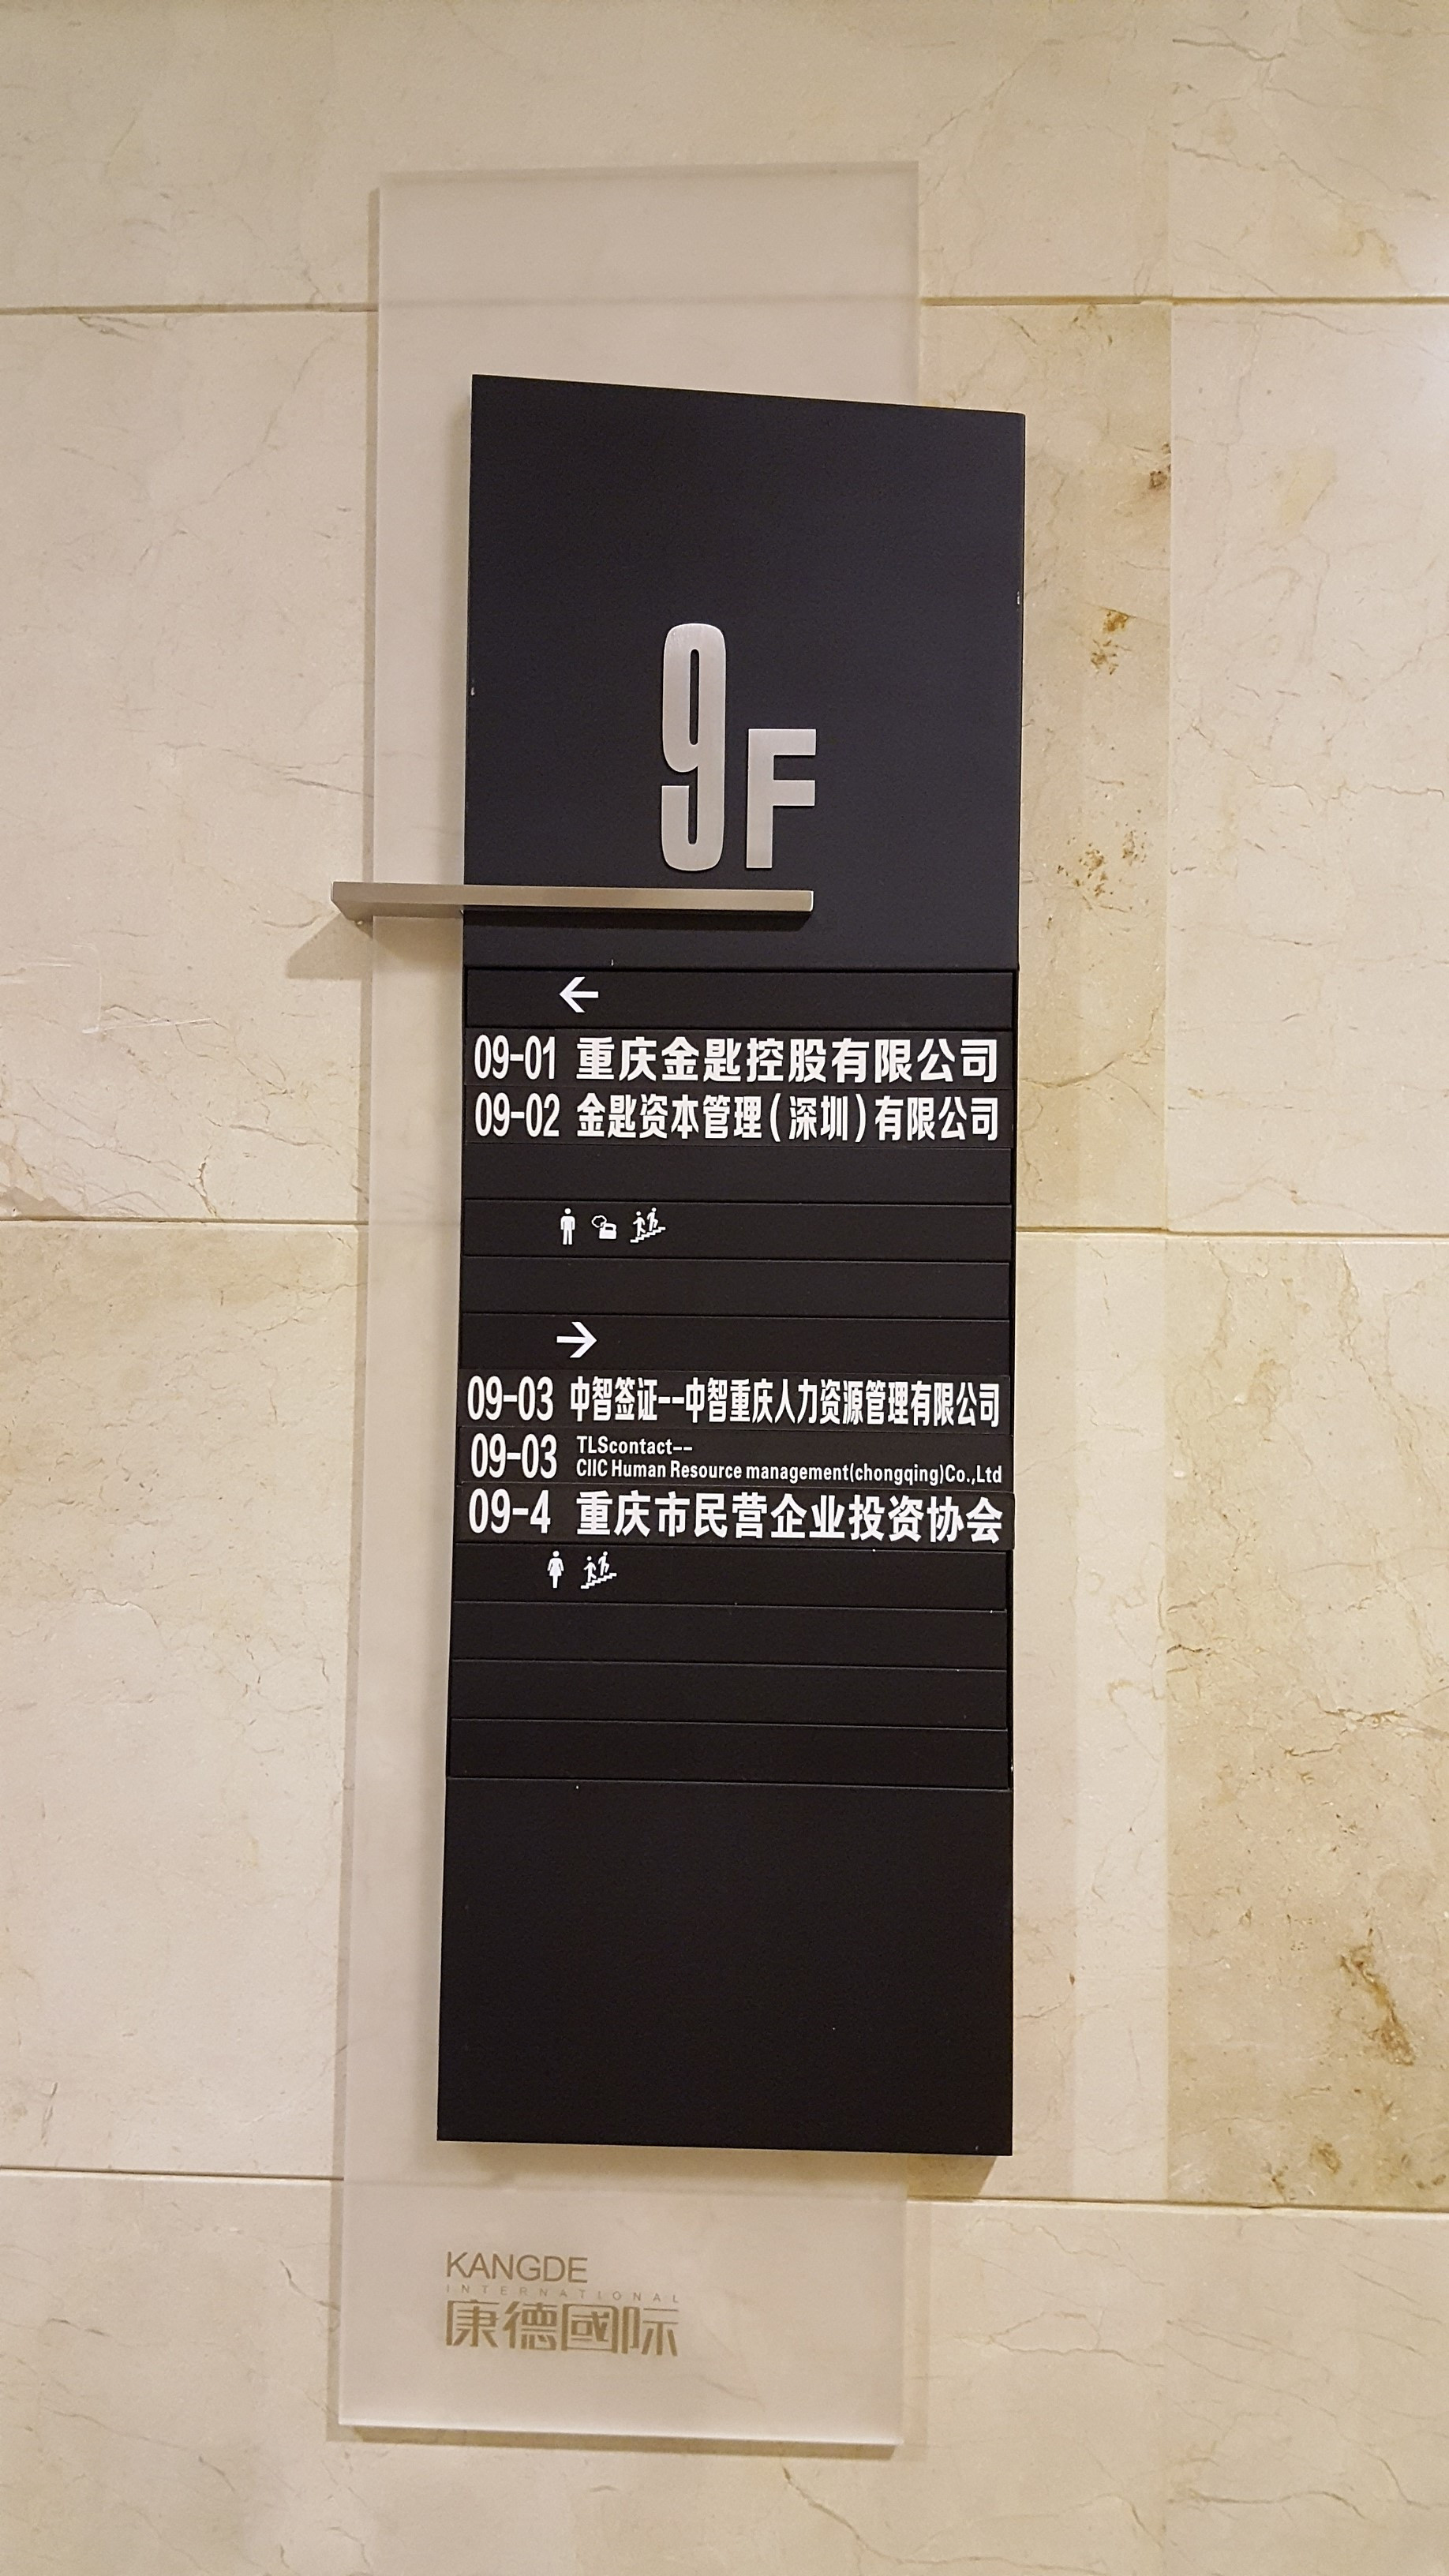 9F
←
09-01 重庆金匙控股有限公司
09-02 金匙资本管理(深圳)有限公司
→
09-03 中智签证--中智重庆人力资源管理有限公司
09-03 TLScontact--
CIIC Human Resource management(chongqing)Co.,Ltd
09-4 重庆市民营企业投资协会
KANGDE
INTERNATIONAL
康德國际